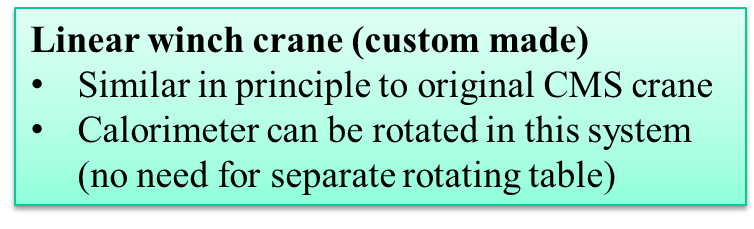 Linear winch crane (custom made)
• Similar in principle to original CMS crane
• Calorimeter can be rotated in this system
(no need for separate rotating table)